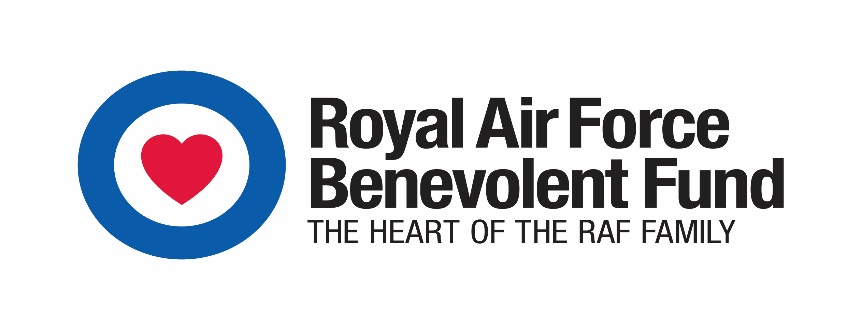 Royal Air Force
Benevolent Fund
THE HEART OF THE RAF FAMILY